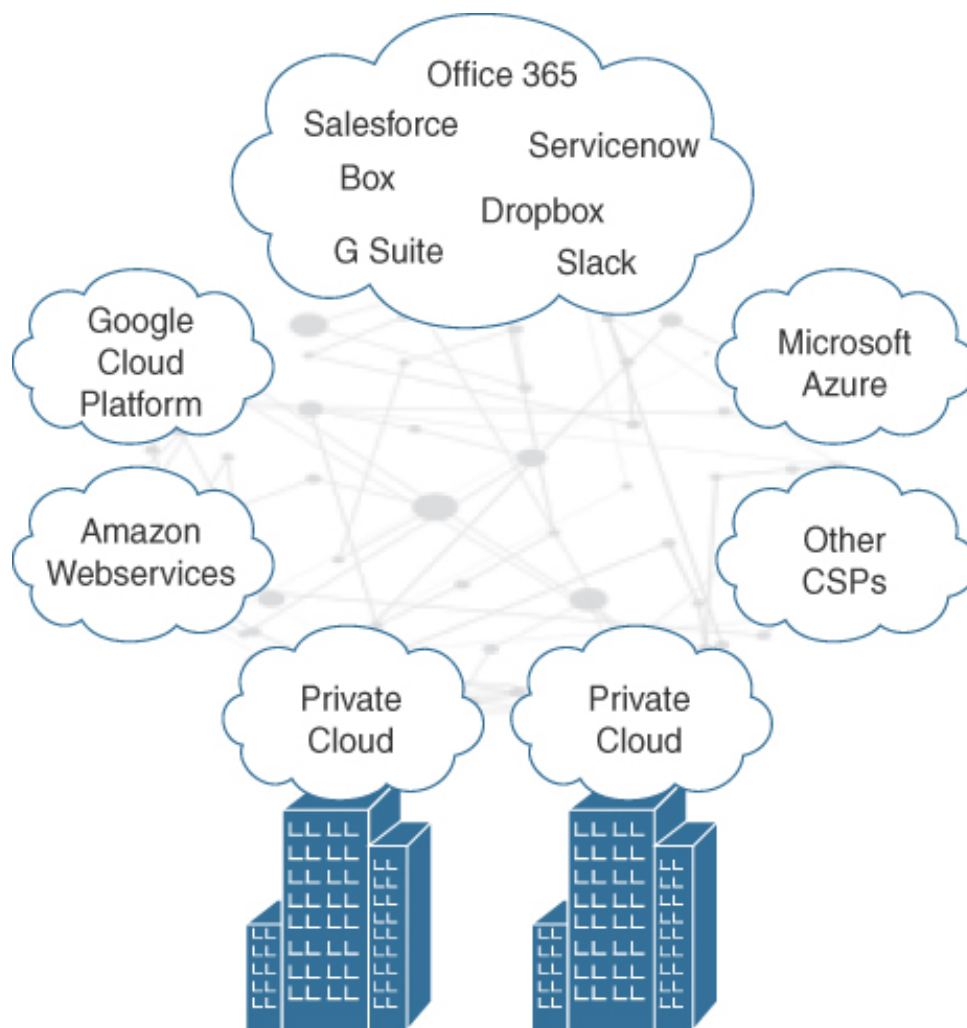 Office 365
Salesforce
Servicenow
Box
Dropbox
G Suite
Slack
Google
Cloud
Platform
Microsoft
Azure
Amazon
Webservices
Other
CSPs
Private
Cloud
Private
Cloud